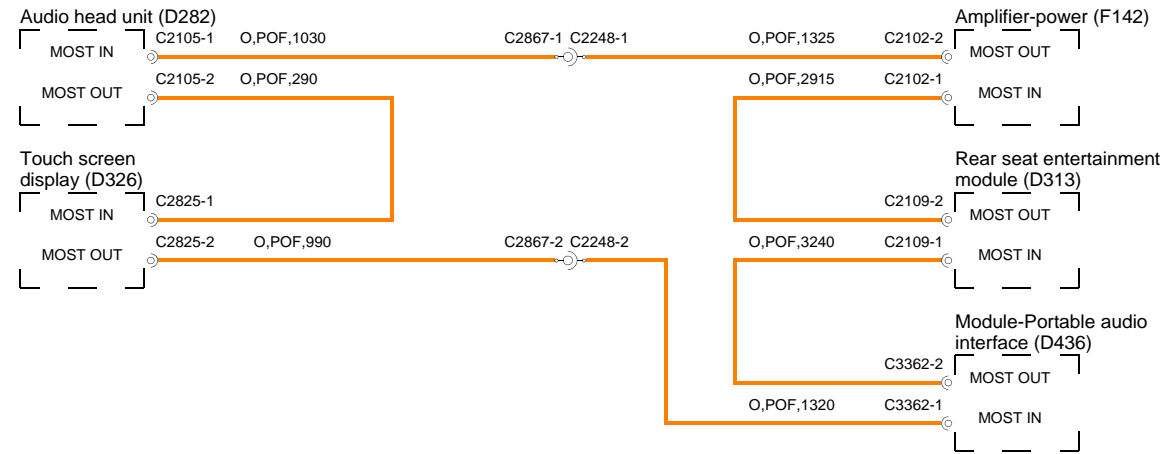 Audio head unit (D282)
Amplifier-power (F142)
MOST IN
C2105-1
O,POF,1030
C2867-1 C2248-1
O,POF,1325
C2102-2
MOST OUT
MOST OUT
C2105-2
O,POF,290
O,POF,2915
C2102-1
MOST IN
Touch screen
display (D326)
Rear seat entertainment
module (D313)
MOST IN
C2825-1
C2109-2
MOST OUT
MOST OUT
C2825-2
O,POF,990
C2867-2 C2248-2
O,POF,3240
C2109-1
MOST IN
Module-Portable audio
interface (D436)
C3362-2
MOST OUT
O,POF,1320
C3362-1
MOST IN